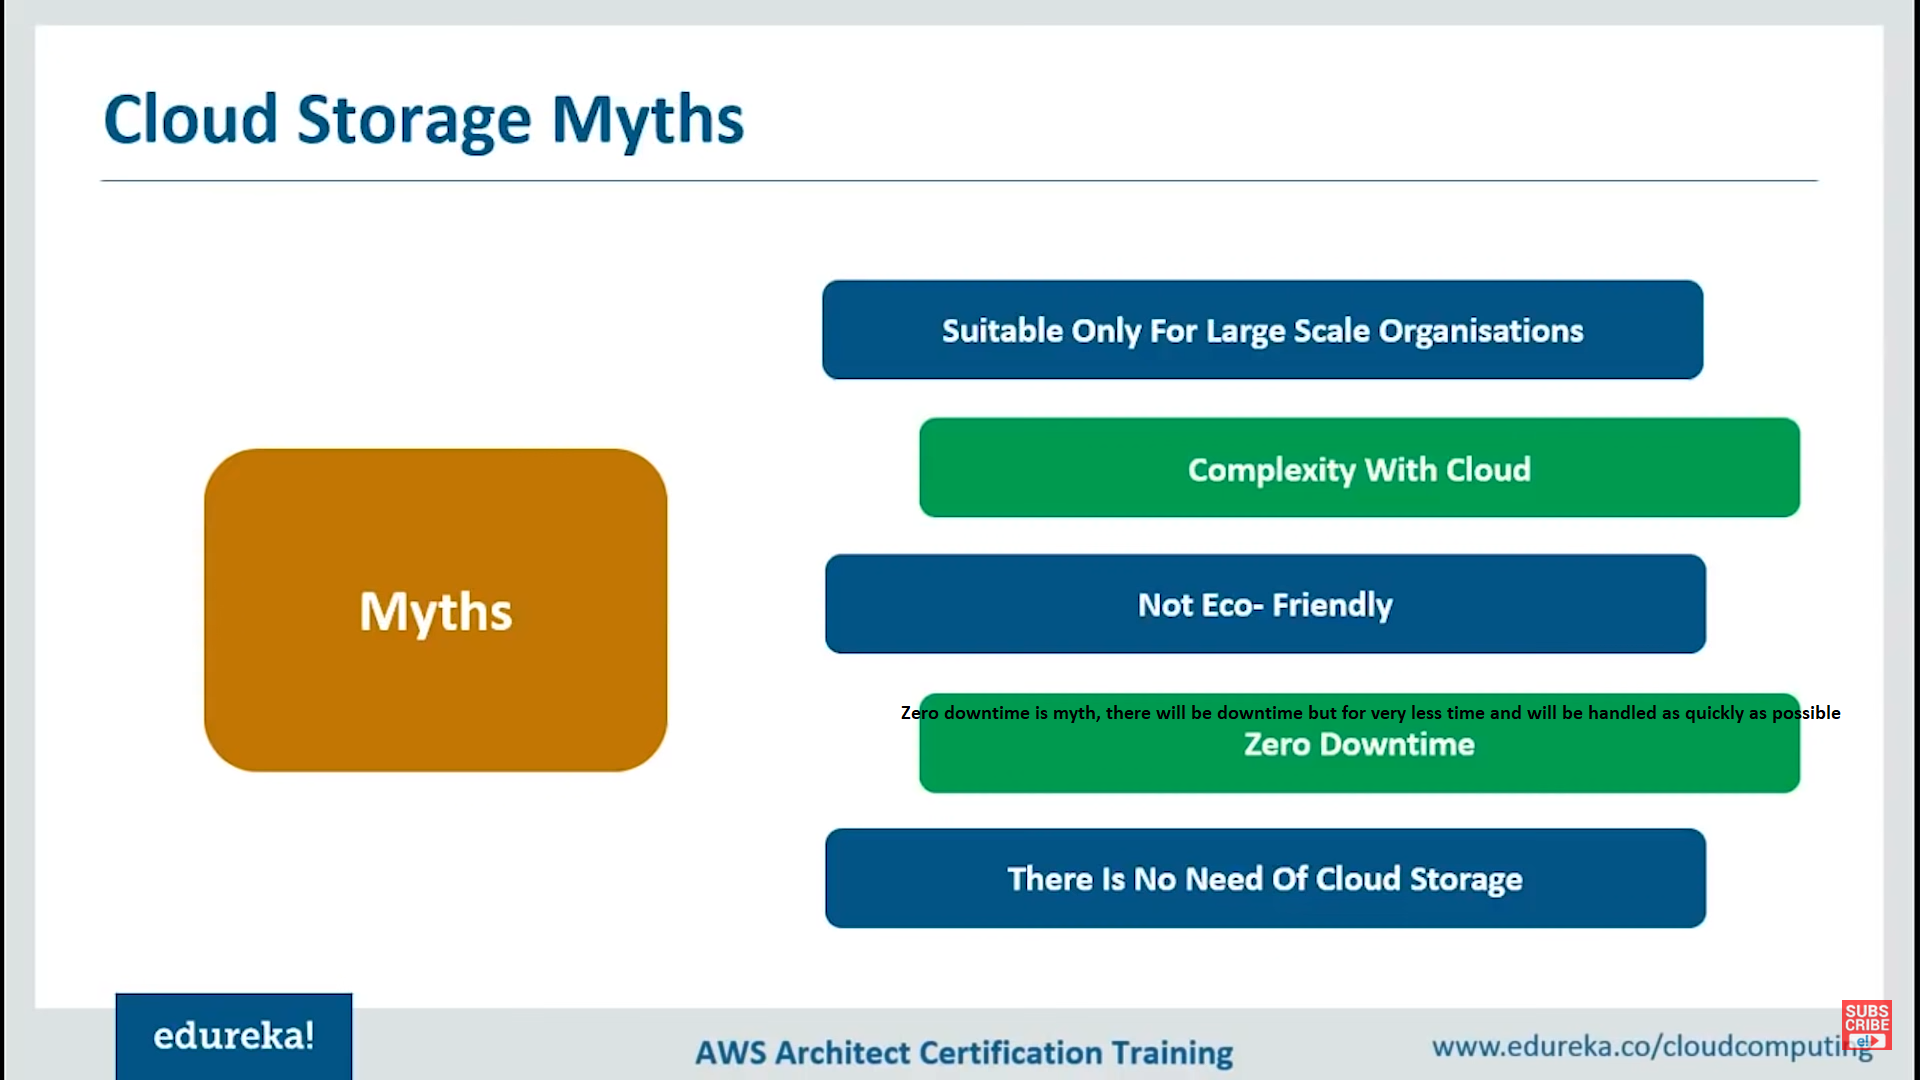 Cloud Storage Myths
Suitable Only For Large Scale Organisations
Complexity With Cloud
Myths
Not Eco- Friendly
Zero downtime is myth, there will be downtime but for very less time and will be handled as quickly as possible
Zero Downtime
There Is No Need Of Cloud Storage
edureka!
AWS Architect Certification Training
www.edureka.co/cloudcomputing
SUBS
CRIBE
e!